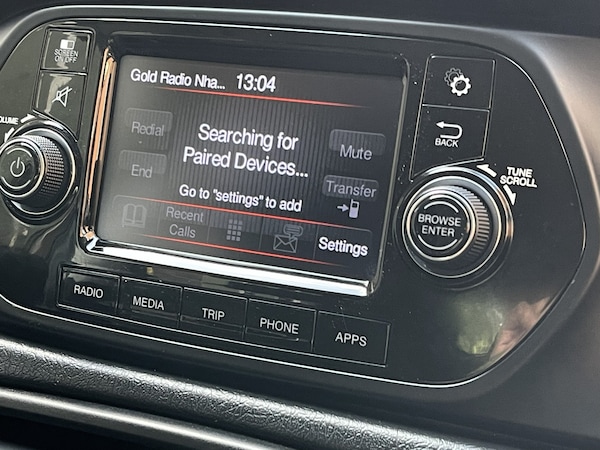 SCREEN
ON OFF
VOLUME
Gold Radio Nha... 13:04
Redial
Searching for
Paired Devices...
Mute
End
Go to "settings" to add
Transfer
Recent
Calls
Settings
BACK
TUNE
SCROLL
BROWSE
ENTER
RADIO
MEDIA
TRIP
PHONE
APPS